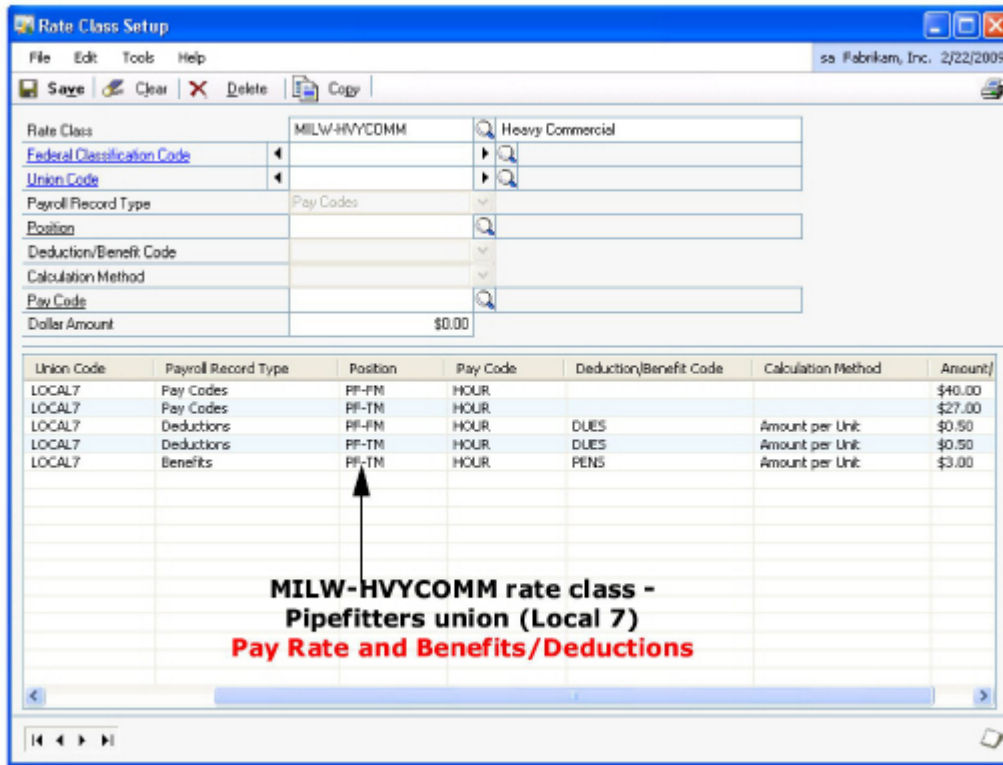 Rate Class Setup
File Edit Tools Help sa Fabrikam, Inc. 2/22/2009
Save Clear Delete Copy
Rate Class MILW-HVYCOMM Heavy Commercial
Federal Classification Code
Union Code
Payroll Record Type Pay Codes
Position
Deduction/Benefit Code
Calculation Method
Pay Code
Dollar Amount $0.00
Union Code Payroll Record Type Position Pay Code Deduction/Benefit Code Calculation Method Amount/
LOCAL7 Pay Codes PF-FM HOUR $40.00
LOCAL7 Pay Codes PF-TM HOUR $27.00
LOCAL7 Deductions PF-FM HOUR DUES Amount per Unit $0.50
LOCAL7 Deductions PF-TM HOUR DUES Amount per Unit $0.50
LOCAL7 Benefits PF-TM HOUR PENS Amount per Unit $3.00
MILW-HVYCOMM rate class -
Pipefitters union (Local 7)
Pay Rate and Benefits/Deductions